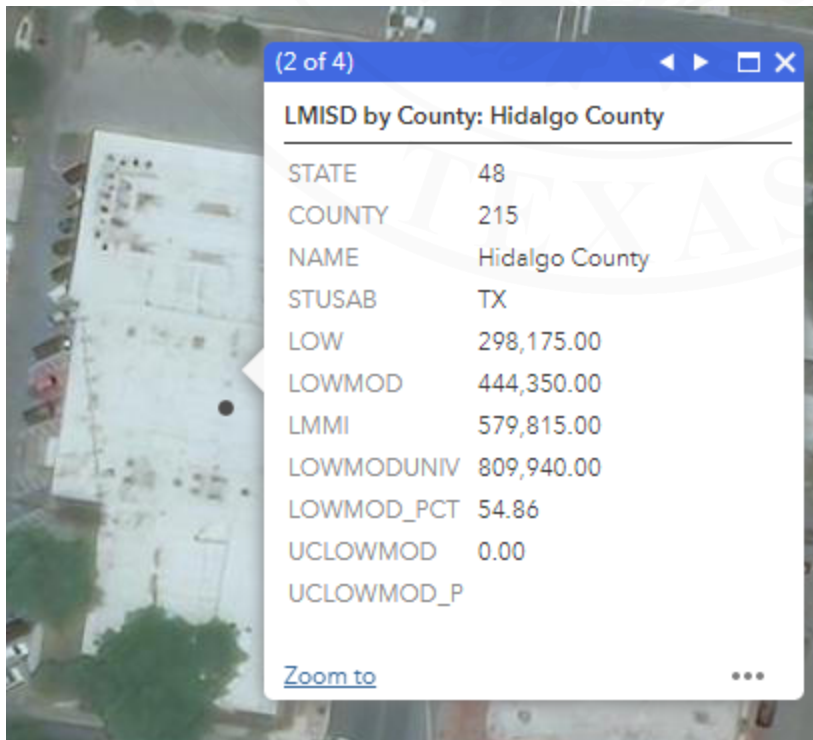 (2 of 4)
LMISD by County: Hidalgo County
STATE 48
COUNTY 215
NAME Hidalgo County
STUSAB TX
LOW 298,175.00
LOWMOD 444,350.00
LMMI 579,815.00
LOWMODUNIV 809,940.00
LOWMOD_PCT 54.86
UCLOWMOD 0.00
UCLOWMOD_P
Zoom to
TEXAS